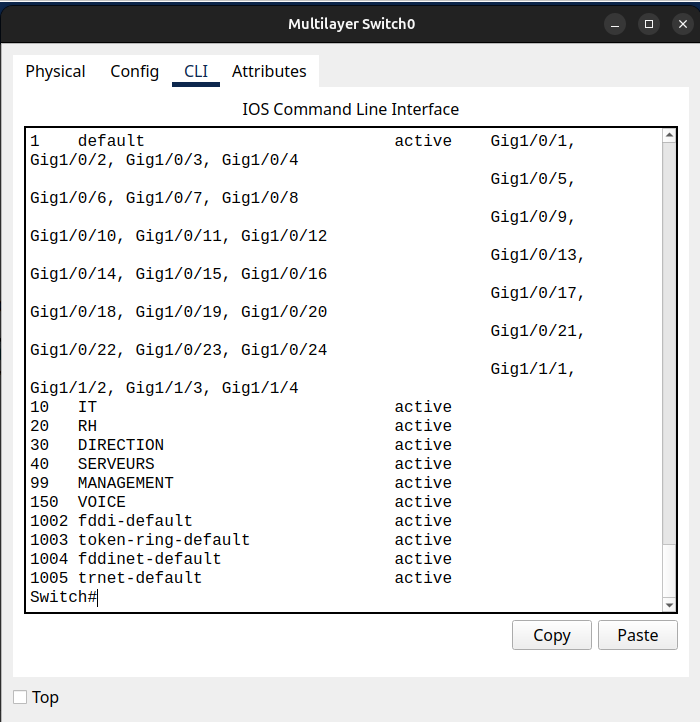 Multilayer Switch0
Physical Config CLI Attributes
IOS Command Line Interface
1    default                          active    Gig1/0/1,
Gig1/0/2, Gig1/0/3, Gig1/0/4
                                                Gig1/0/5,
Gig1/0/6, Gig1/0/7, Gig1/0/8
                                                Gig1/0/9,
Gig1/0/10, Gig1/0/11, Gig1/0/12
                                                Gig1/0/13,
Gig1/0/14, Gig1/0/15, Gig1/0/16
                                                Gig1/0/17,
Gig1/0/18, Gig1/0/19, Gig1/0/20
                                                Gig1/0/21,
Gig1/0/22, Gig1/0/23, Gig1/0/24
                                                Gig1/1/1,
Gig1/1/2, Gig1/1/3, Gig1/1/4
10   IT                               active
20   RH                               active
30   DIRECTION                        active
40   SERVEURS                         active
99   MANAGEMENT                       active
150  VOICE                            active
1002 fddi-default                     active
1003 token-ring-default               active
1004 fddinet-default                  active
1005 trnet-default                    active
Switch#
Copy Paste
Top